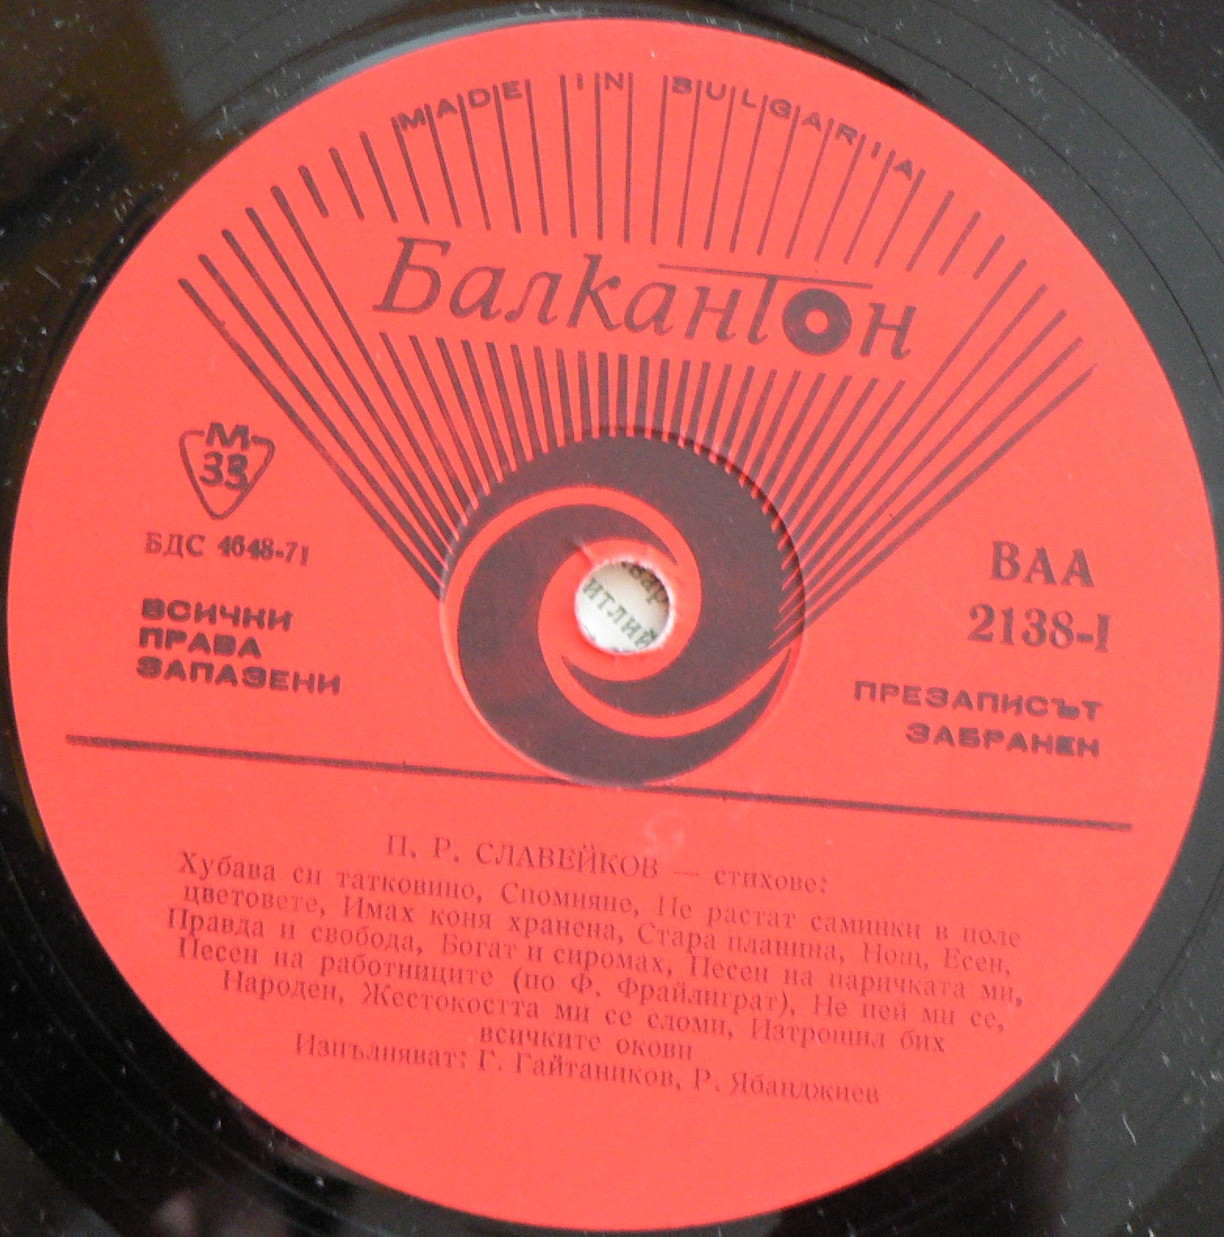 MADE IN BULGARIA
Балкантон
М
33
БДС 4648-71
ВСИЧКИ
ПРАВА
ЗАПАЗЕНИ
ВАА
2138-I
ПРЕЗАПИСЪТ
ЗАБРАНЕН
вар
итлий
П. Р. СЛАВЕЙКОВ — стихове:
Хубава си татковино, Спомняне, Не растат самички в поле
цветовете, Имах коня хранена, Стара планина, Нощ, Есен,
Правда и свобода, Богат и сиромах, Песен на паричката ми,
Песен на работниците (по Ф. Фрайлиграт), Не пей ми се,
Народен, Жестокостта ми се сломи, Изтрошил бих
всичките окови
Изпълняват: Г. Гайтаников, Р. Ябанджиев